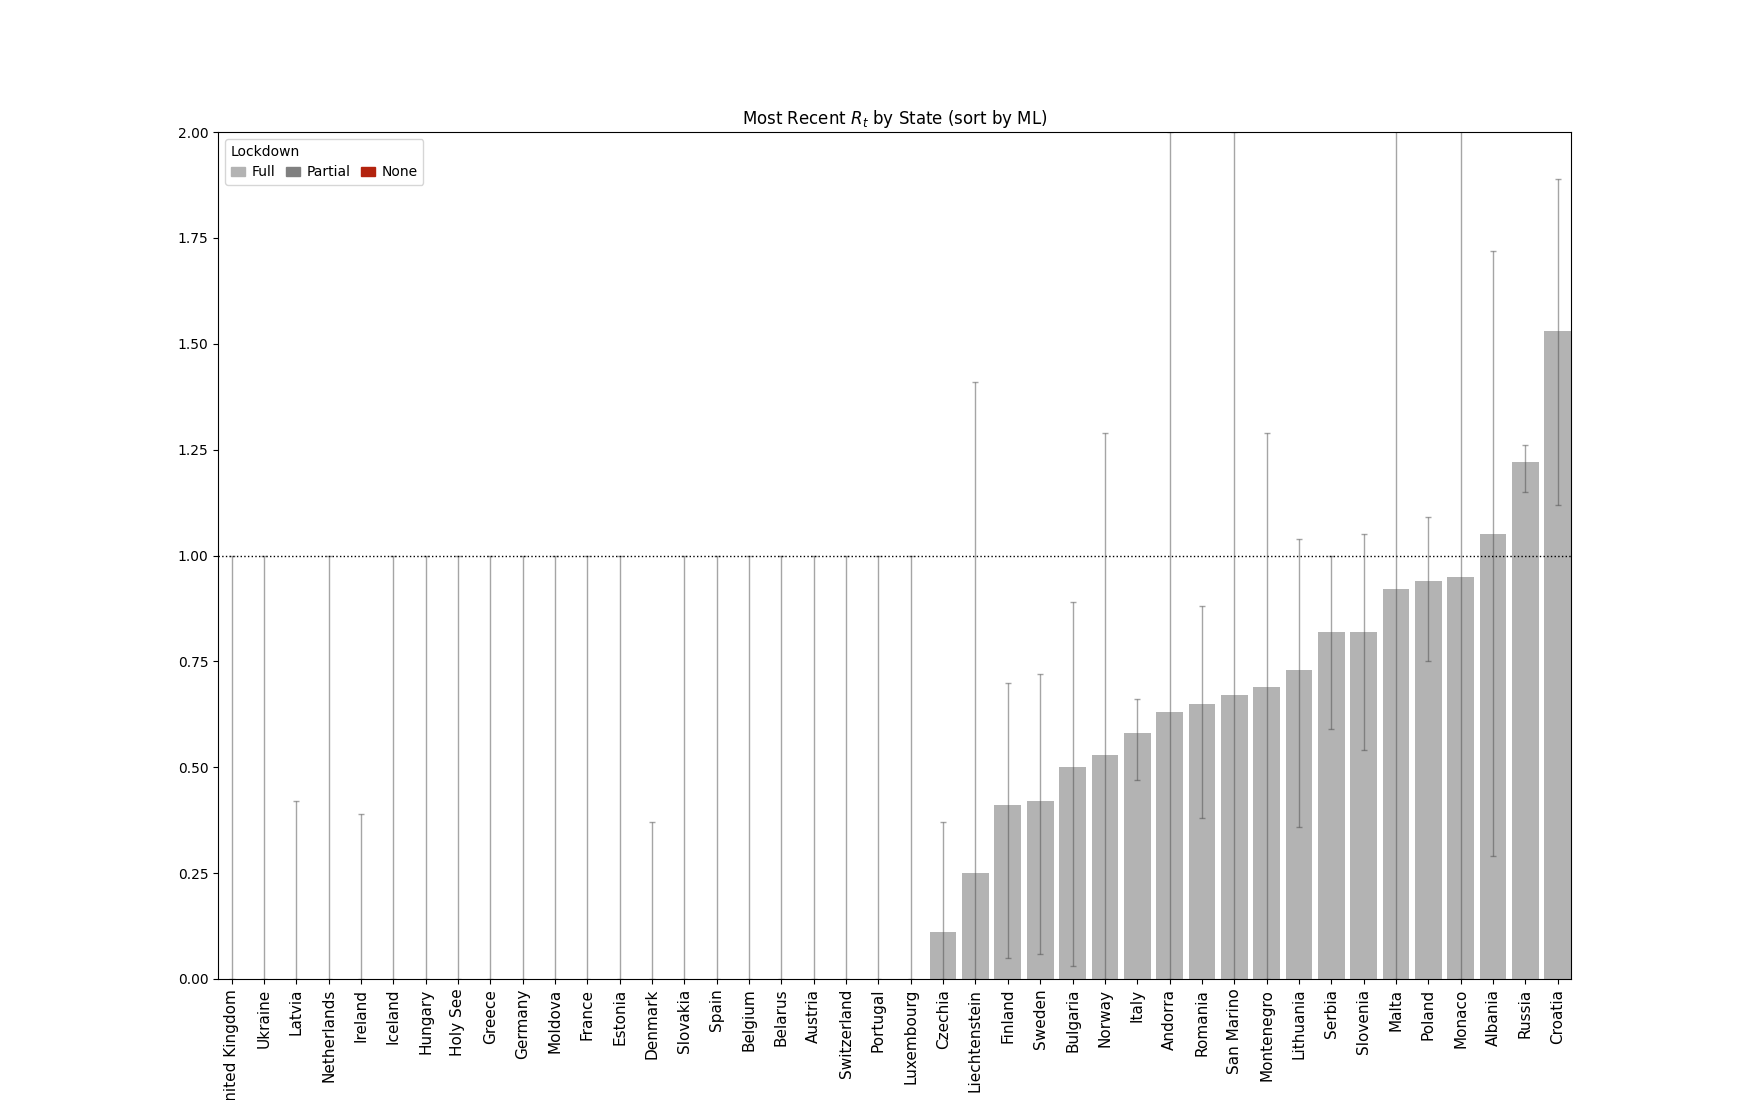 Most Recent Rt by State (sort by ML)
Lockdown
Full Partial None
2.00
1.75
1.50
1.25
1.00
0.75
0.50
0.25
0.00
nited Kingdom
Ukraine
Latvia
Netherlands
Ireland
Iceland
Hungary
Holy See
Greece
Germany
Moldova
France
Estonia
Denmark
Slovakia
Spain
Belgium
Belarus
Austria
Switzerland
Portugal
Luxembourg
Czechia
Liechtenstein
Finland
Sweden
Bulgaria
Norway
Italy
Andorra
Romania
San Marino
Montenegro
Lithuania
Serbia
Slovenia
Malta
Poland
Monaco
Albania
Russia
Croatia